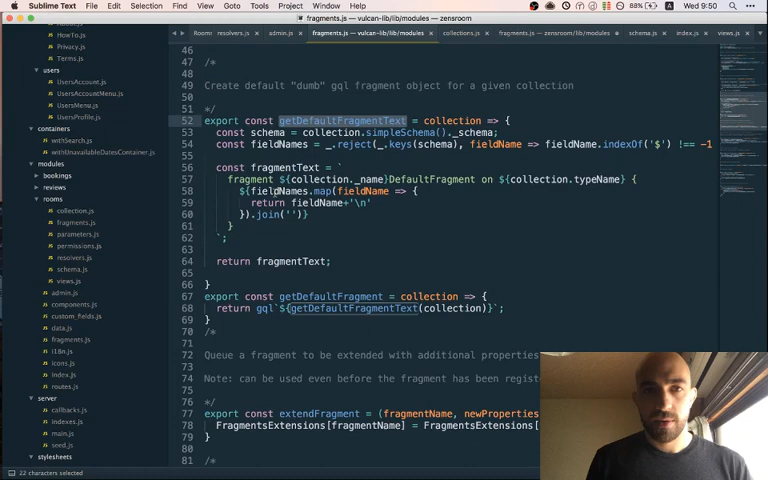 Sublime Text File Edit Selection Find View Goto Tools Project Window Help 88% Wed 9:50
fragments.js — vulcan-lib/lib/modules — zensroom
Rooms resolvers.js admin.js fragments.js — vulcan-lib/lib/modules collections.js fragments.js — zensroom/lib/modules schema.js index.js views.js
HowTo.js
Privacy.js
Terms.js
users
UsersAccount.js
UsersAccountMenu.js
UsersMenu.js
UsersProfile.js
containers
withSearch.js
withUnavailableDatesContainer.js
modules
bookings
reviews
rooms
collection.js
fragments.js
parameters.js
permissions.js
resolvers.js
schema.js
views.js
admin.js
components.js
custom_fields.js
data.js
fragments.js
i18n.js
icons.js
index.js
routes.js
server
callbacks.js
indexes.js
main.js
seed.js
stylesheets
46
47 /*
48
49 Create default "dumb" gql fragment object for a given collection
50
51 */
52 export const getDefaultFragmentText = collection => {
53 const schema = collection.simpleSchema()._schema;
54 const fieldNames = _.reject(_.keys(schema), fieldName => fieldName.indexOf('$') !== -1
55
56 const fragmentText = `
57 fragment ${collection._name}DefaultFragment on ${collection.typeName} {
58 ${fieldNames.map(fieldName => {
59 return fieldName+'\n'
60 }).join('')}
61 }
62 `;
63
64 return fragmentText;
65
66 }
67 export const getDefaultFragment = collection => {
68 return gql`${getDefaultFragmentText(collection)}`;
69 }
70 /*
71
72 Queue a fragment to be extended with additional properties
73
74 Note: can be used even before the fragment has been regist
75
76 */
77 export const extendFragment = (fragmentName, newProperties
78 FragmentsExtensions[fragmentName] = FragmentsExtensions[
79 }
80
81 /*
22 characters selected